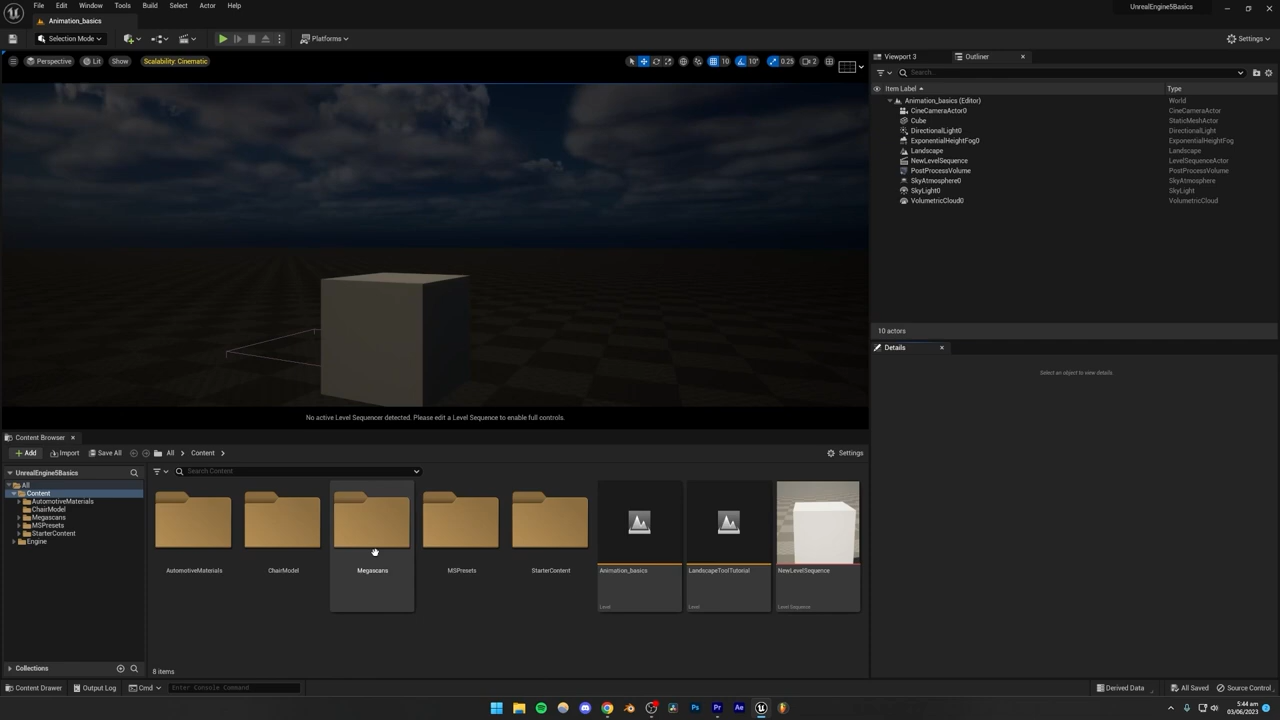 File Edit Window Tools Build Select Actor Help
UnrealEngine5Basics
Animation_basics
Selection Mode
Platforms
Settings
Perspective Lit Show Scalability: Cinematic
10 10° 0.25 2
No active Level Sequencer detected. Please edit a Level Sequence to enable full controls.
Viewport 3 Outliner
Search...
Item Label Type
Animation_basics (Editor) World
CineCameraActor0 CineCameraActor
Cube StaticMeshActor
DirectionalLight0 DirectionalLight
ExponentialHeightFog0 ExponentialHeightFog
Landscape Landscape
NewLevelSequence LevelSequenceActor
PostProcessVolume PostProcessVolume
SkyAtmosphere0 SkyAtmosphere
SkyLight0 SkyLight
VolumetricCloud0 VolumetricCloud
10 actors
Details
Select an object to view details
Content Browser
Add Import Save All All Content
Settings
UnrealEngine5Basics
Search Content
All
Content
AutomotiveMaterials
ChairModel
Megascans
MSPresets
StarterContent
Engine
AutomotiveMaterials ChairModel Megascans MSPresets StarterContent Animation_basics LandscapeToolTutorial NewLevelSequence
Level Level Level Sequence
Collections
8 items
Content Drawer Output Log Cmd Enter Console Command
Derived Data All Saved Source Control
5:44 am
03/06/2023